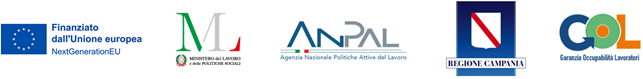 Finanziato
dall'Unione europea
NextGenerationEU
ML
MINISTERO del LAVORO
e delle POLITICHE SOCIALI
ANPAL
Agenzia Nazionale Politiche Attive del Lavoro
REGIONE CAMPANIA
GOL
Garanzia Occupabilità Lavoratori